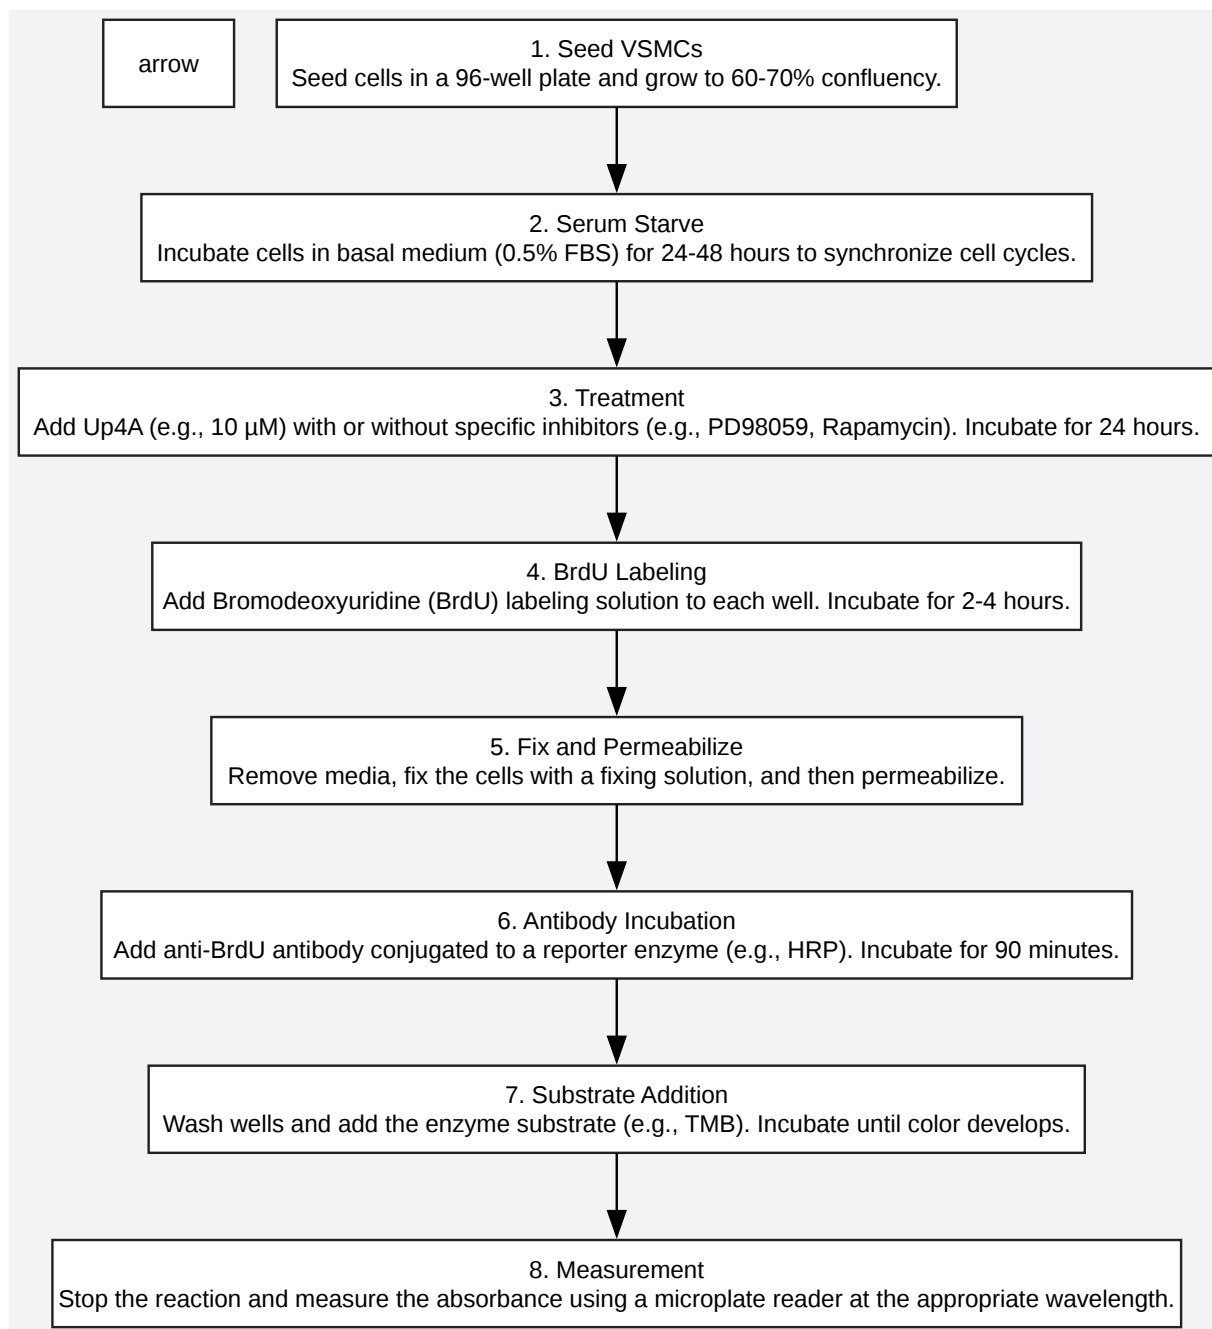 arrow
1. Seed VSMCs
Seed cells in a 96-well plate and grow to 60-70% confluency.
2. Serum Starve
Incubate cells in basal medium (0.5% FBS) for 24-48 hours to synchronize cell cycles.
3. Treatment
Add Up4A (e.g., 10 µM) with or without specific inhibitors (e.g., PD98059, Rapamycin). Incubate for 24 hours.
4. BrdU Labeling
Add Bromodeoxyuridine (BrdU) labeling solution to each well. Incubate for 2-4 hours.
5. Fix and Permeabilize
Remove media, fix the cells with a fixing solution, and then permeabilize.
6. Antibody Incubation
Add anti-BrdU antibody conjugated to a reporter enzyme (e.g., HRP). Incubate for 90 minutes.
7. Substrate Addition
Wash wells and add the enzyme substrate (e.g., TMB). Incubate until color develops.
8. Measurement
Stop the reaction and measure the absorbance using a microplate reader at the appropriate wavelength.